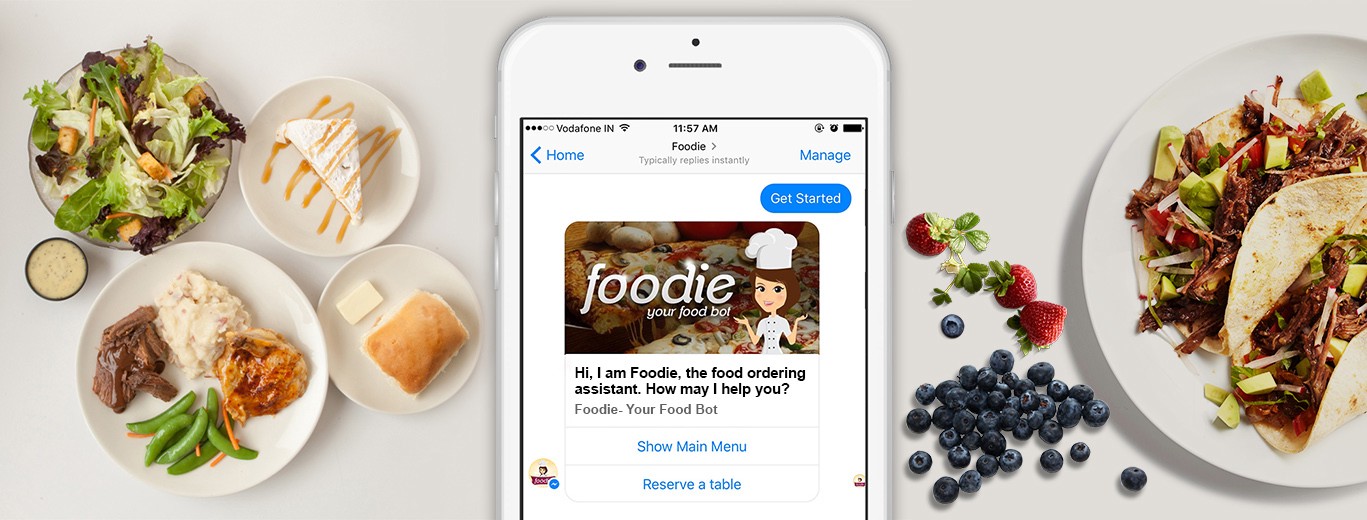 Vodafone IN
11:57 AM
Home
Foodie
Typically replies instantly
Manage
Get Started
foodie
your food bot
Hi, I am Foodie, the food ordering
assistant. How may I help you?
Foodie- Your Food Bot
Show Main Menu
Reserve a table